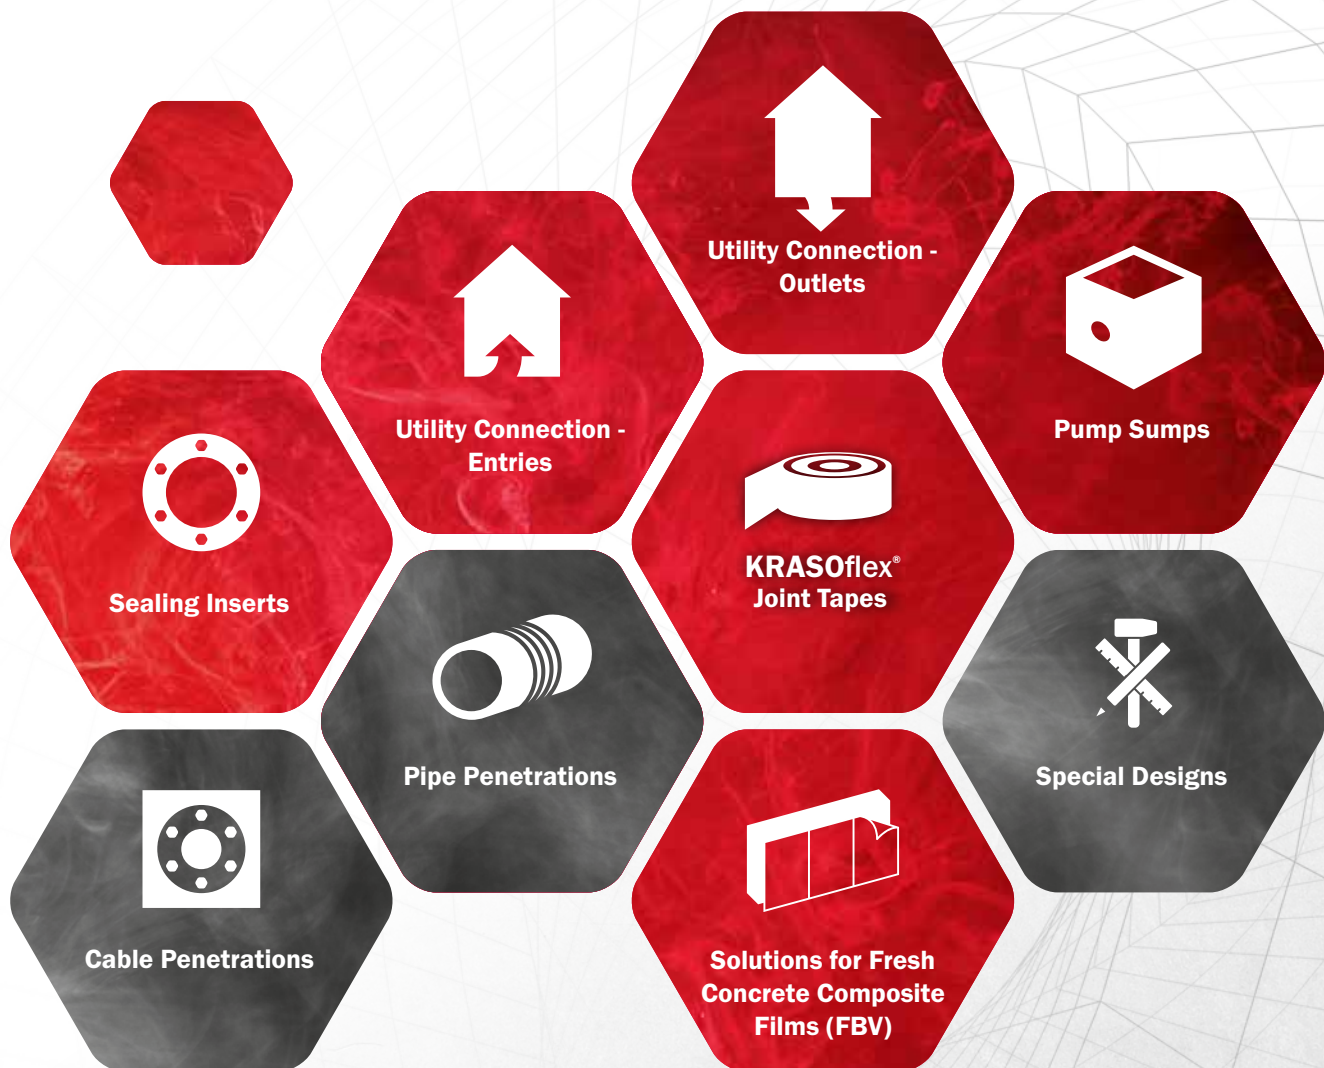 Utility Connection -
Outlets
Utility Connection -
Entries
Pump Sumps
Sealing Inserts
KRASOflex®
Joint Tapes
Pipe Penetrations
Special Designs
Cable Penetrations
Solutions for Fresh
Concrete Composite
Films (FBV)